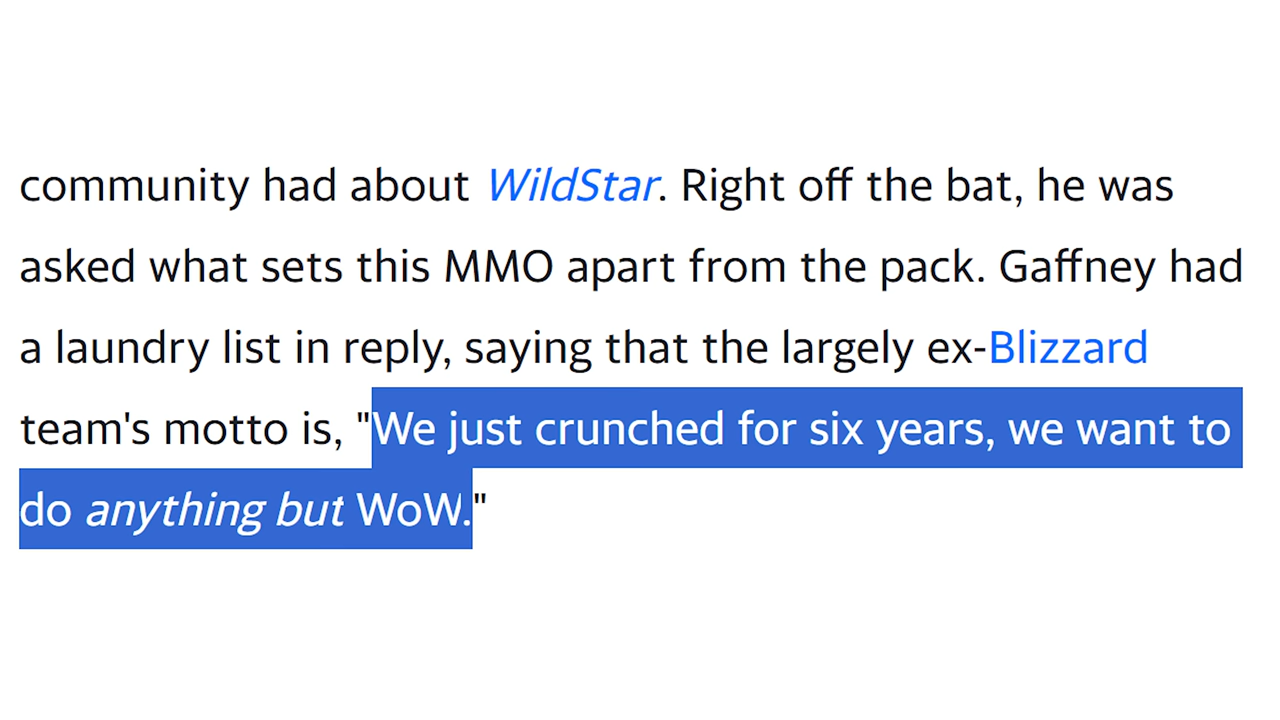 community had about WildStar. Right off the bat, he was
asked what sets this MMO apart from the pack. Gaffney had
a laundry list in reply, saying that the largely ex-Blizzard
team's motto is, "We just crunched for six years, we want to
do anything but WoW."